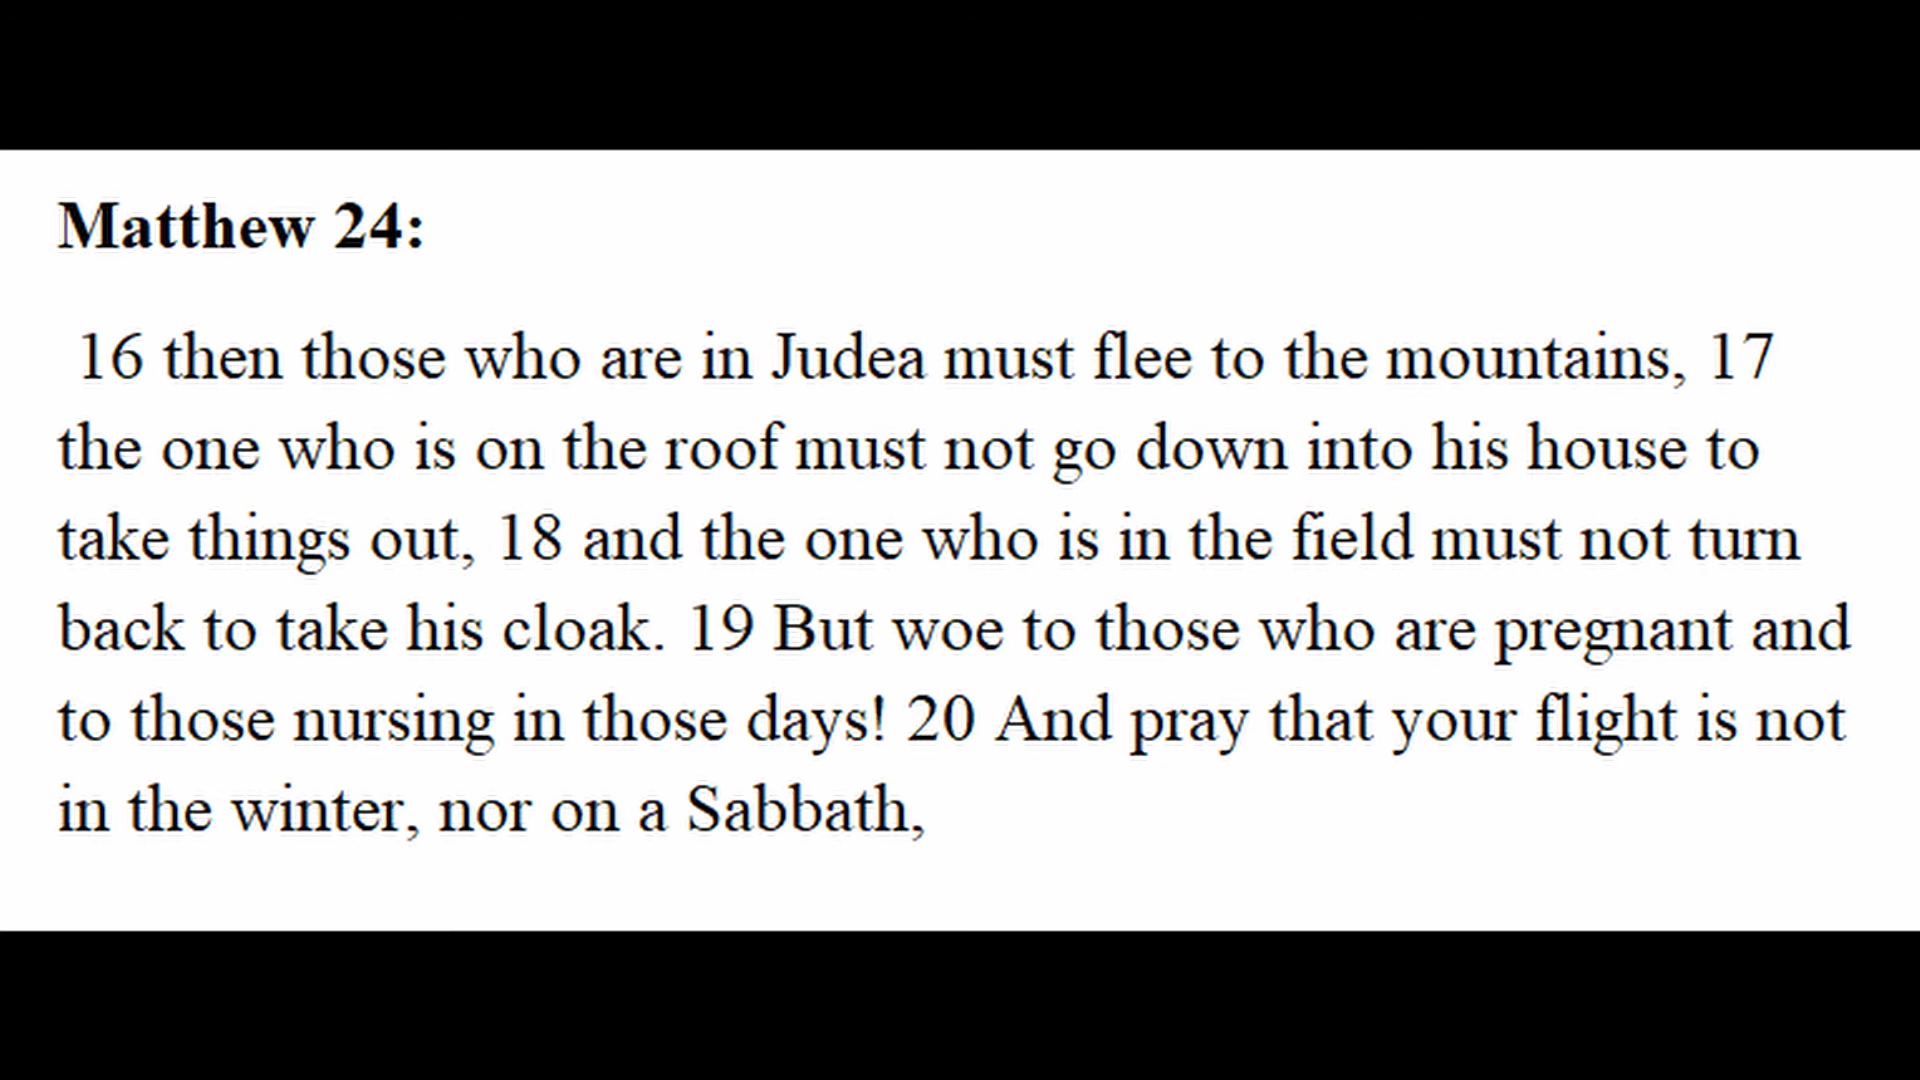 Matthew 24:
16 then those who are in Judea must flee to the mountains, 17
the one who is on the roof must not go down into his house to
take things out, 18 and the one who is in the field must not turn
back to take his cloak. 19 But woe to those who are pregnant and
to those nursing in those days! 20 And pray that your flight is not
in the winter, nor on a Sabbath,